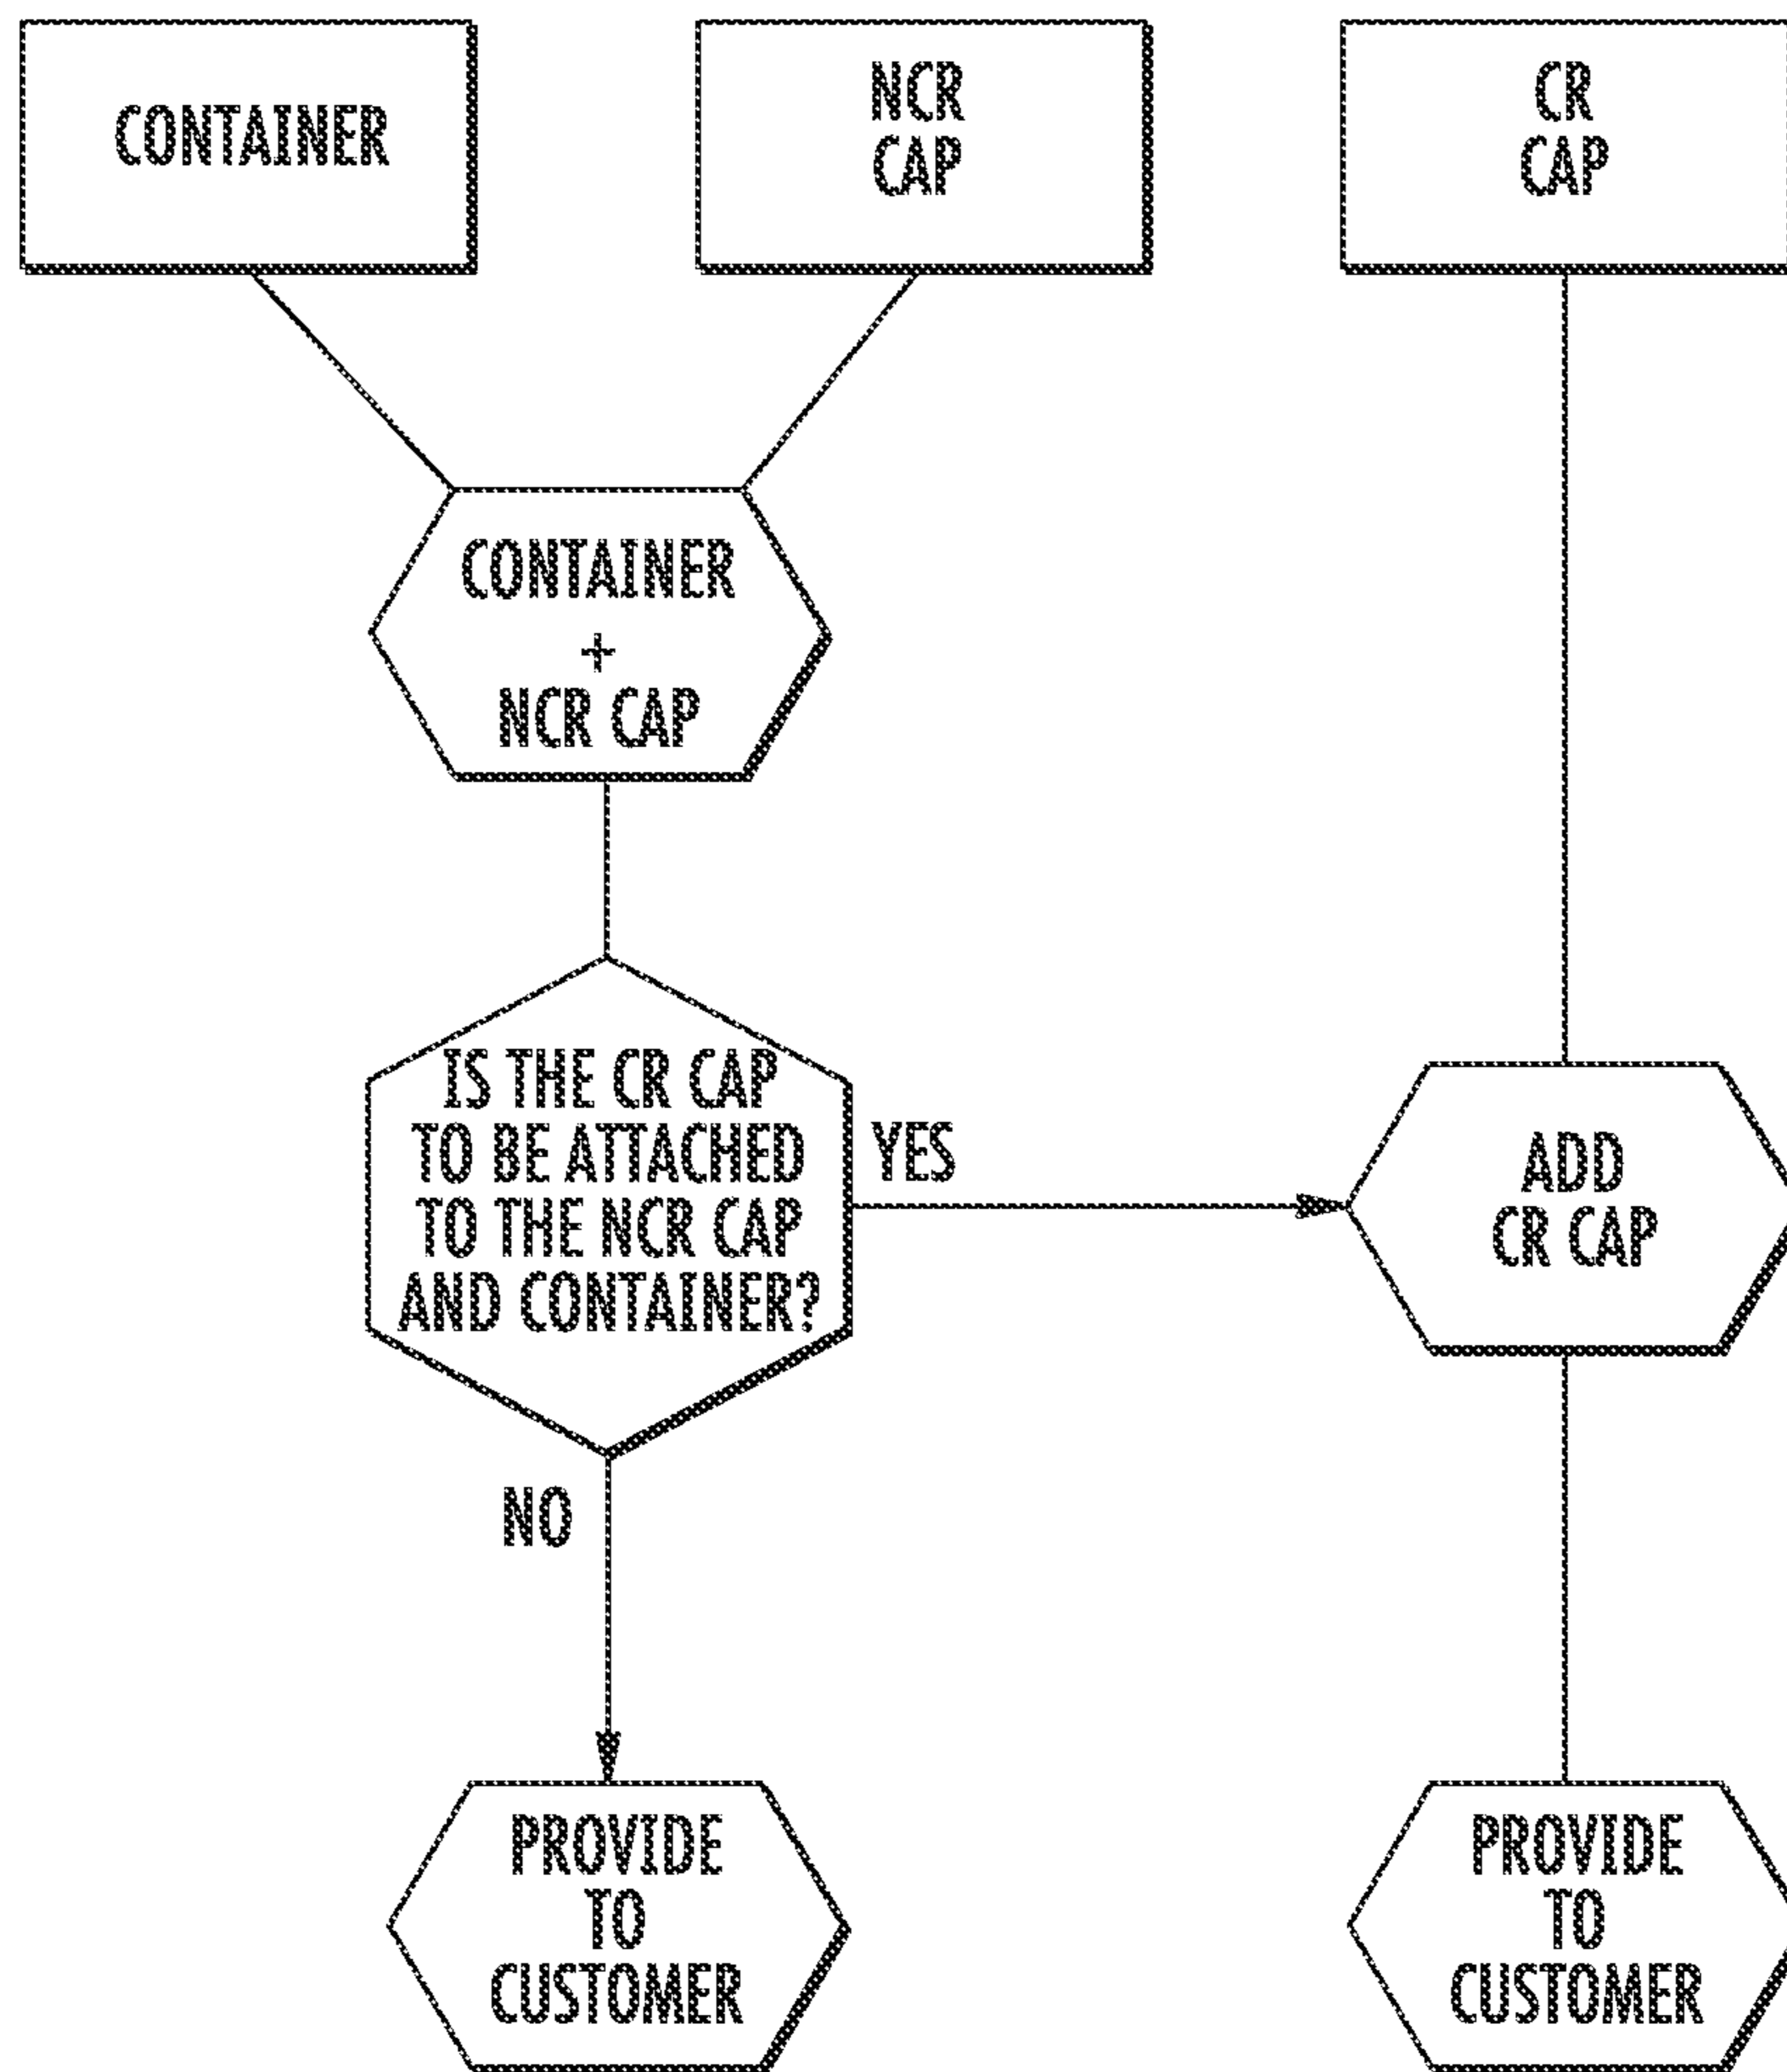 CONTAINER
NCR
CAP
CR
CAP
CONTAINER
+
NCR CAP
IS THE CR CAP
TO BE ATTACHED
TO THE NCR CAP
AND CONTAINER?
YES
ADD
CR CAP
NO
PROVIDE
TO
CUSTOMER
PROVIDE
TO
CUSTOMER